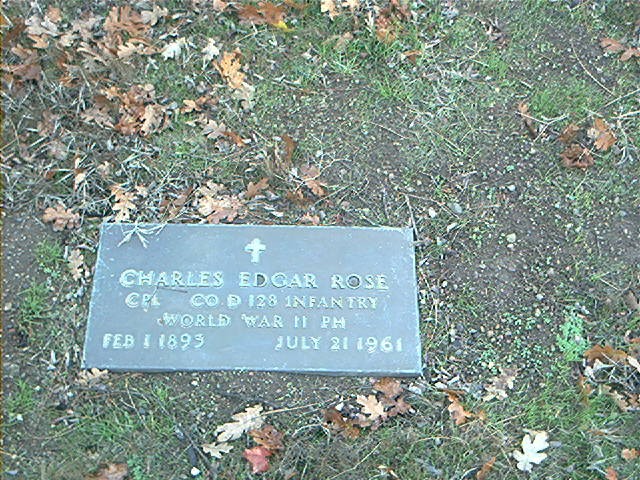 CHARLES EDGAR ROSE
CPL CO D 128 INFANTRY
WORLD WAR II PH
FEB 1 1895 JULY 21 1961